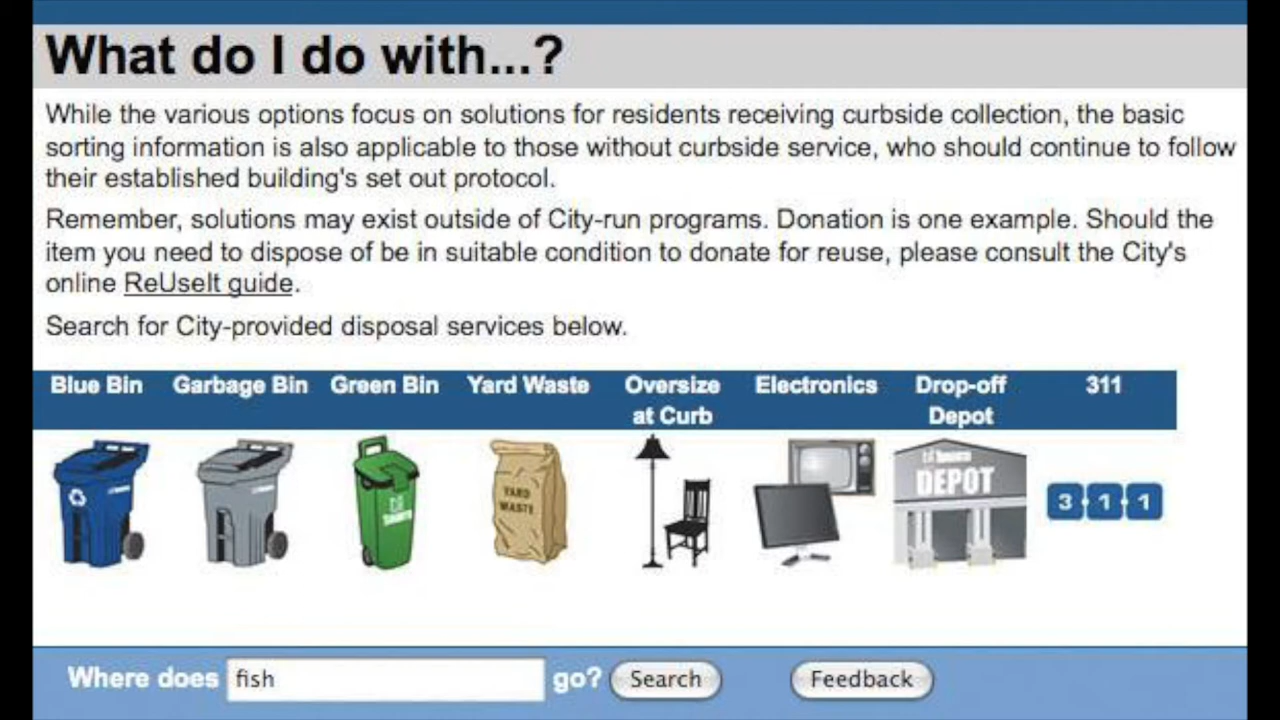 What do I do with...?
While the various options focus on solutions for residents receiving curbside collection, the basic
sorting information is also applicable to those without curbside service, who should continue to follow
their established building's set out protocol.
Remember, solutions may exist outside of City-run programs. Donation is one example. Should the
item you need to dispose of be in suitable condition to donate for reuse, please consult the City's
online ReUseIt guide.
Search for City-provided disposal services below.
Blue Bin Garbage Bin Green Bin Yard Waste Oversize at Curb Electronics Drop-off Depot 311
YARD
WASTE
DEPOT
3 1 1
Where does fish go? Search Feedback